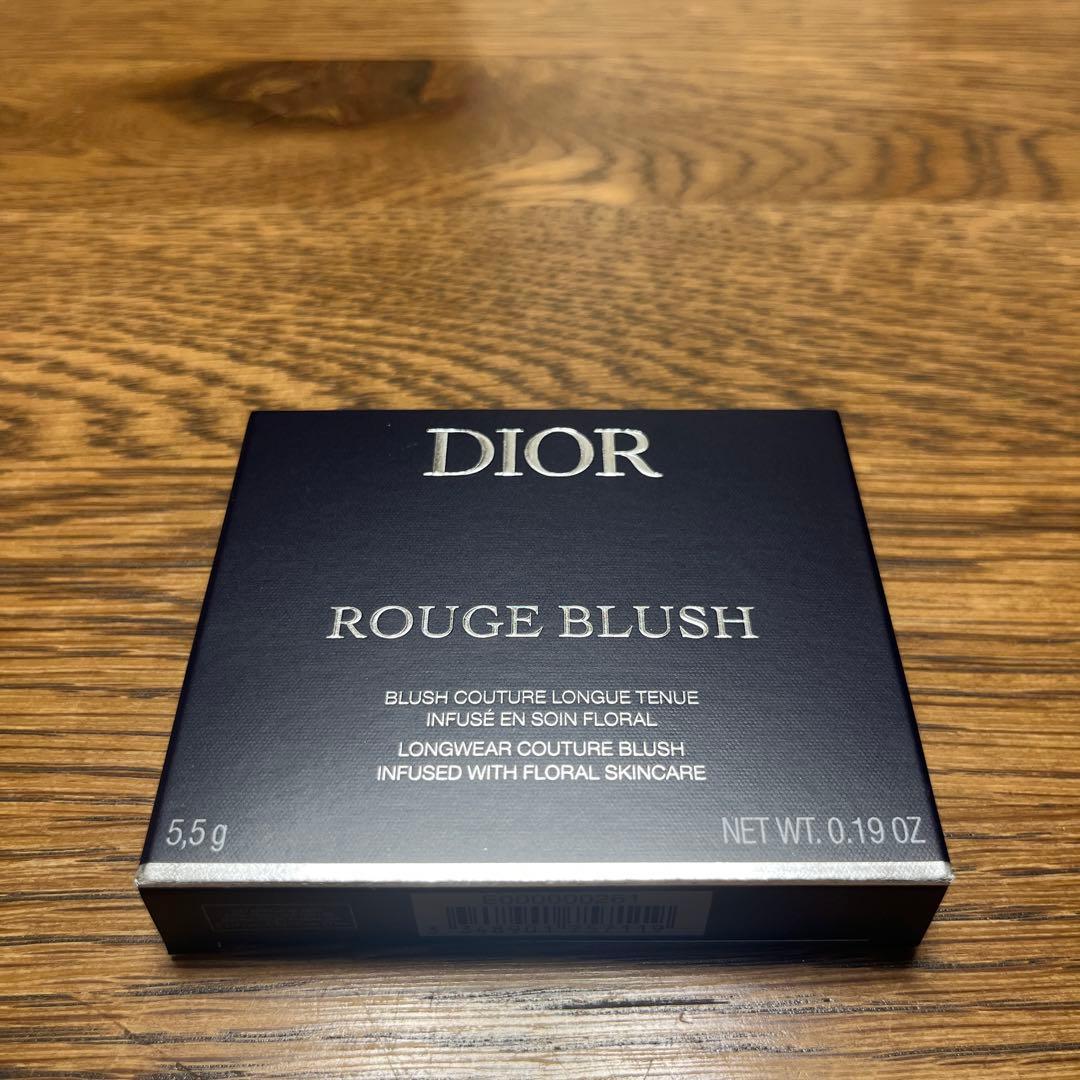 DIOR
ROUGE BLUSH
BLUSH COUTURE LONGUE TENUE
INFUSÉ EN SOIN FLORAL
LONGWEAR COUTURE BLUSH
INFUSED WITH FLORAL SKINCARE
5,5 g
NET WT. 0.19 OZ
E000000261